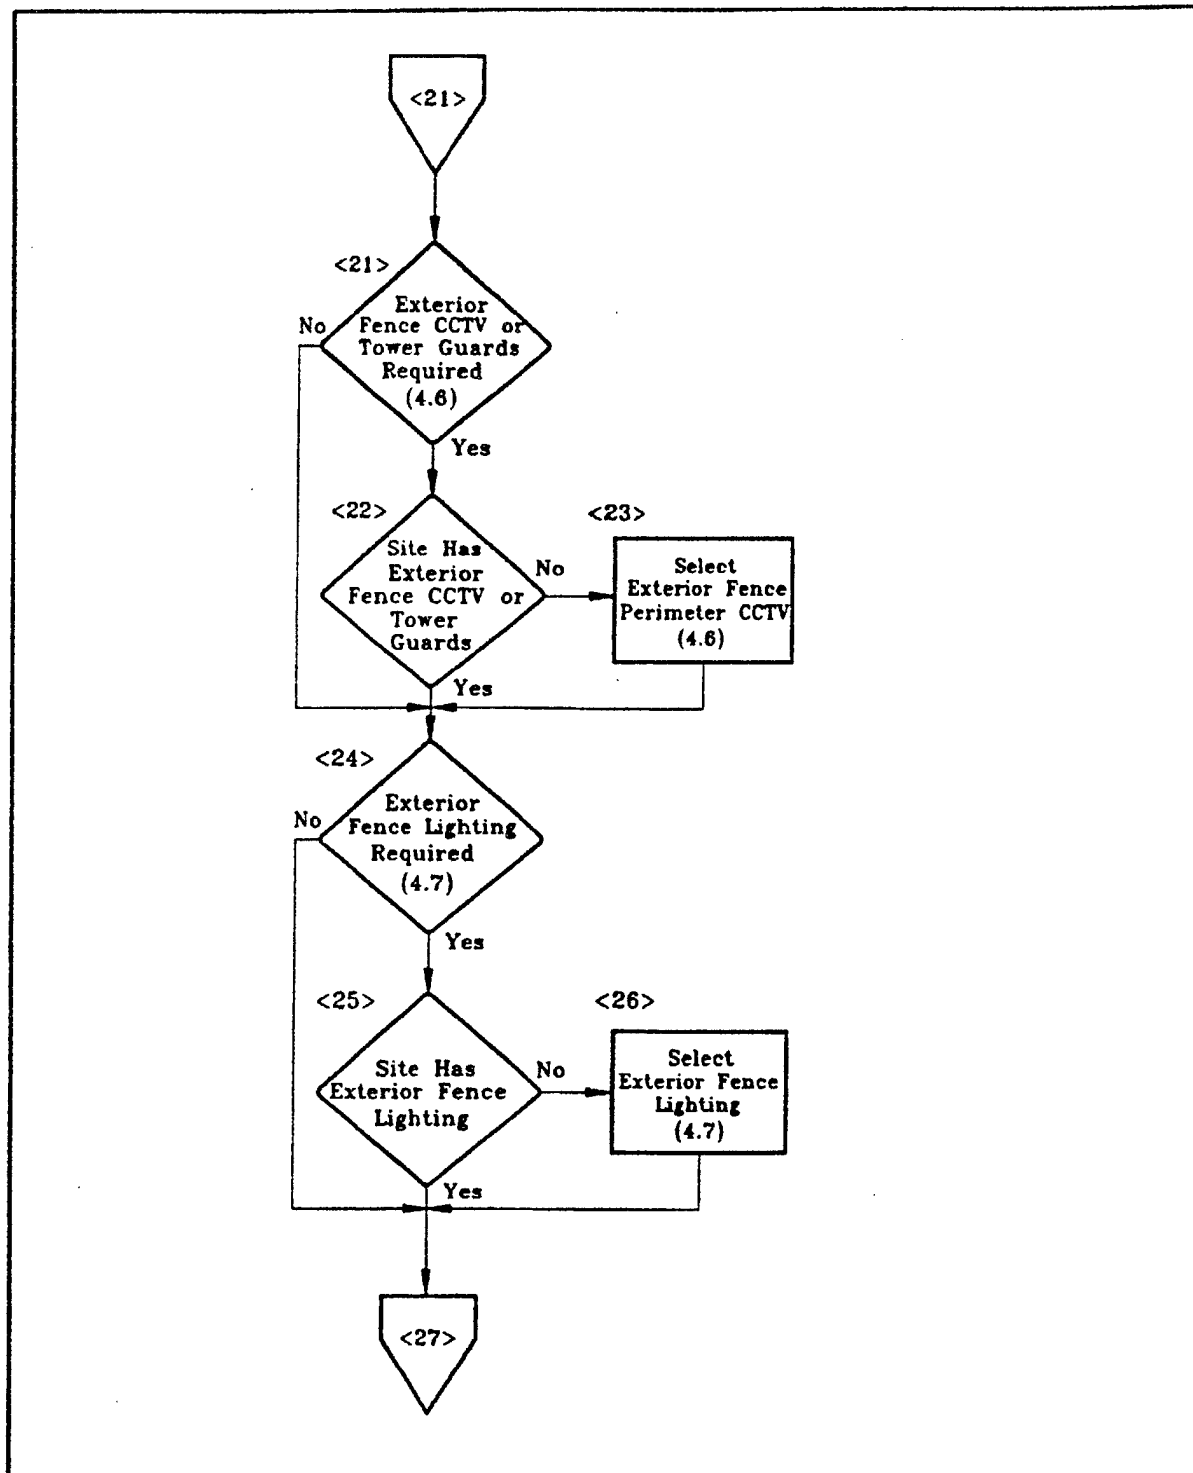 <21>
<21>
Exterior
Fence CCTV or
Tower Guards
Required
(4.6)
No
Yes
<22>
Site Has
Exterior
Fence CCTV or
Tower
Guards
No
<23>
Select
Exterior Fence
Perimeter CCTV
(4.6)
Yes
<24>
Exterior
Fence Lighting
Required
(4.7)
No
Yes
<25>
Site Has
Exterior Fence
Lighting
No
<26>
Select
Exterior Fence
Lighting
(4.7)
Yes
<27>